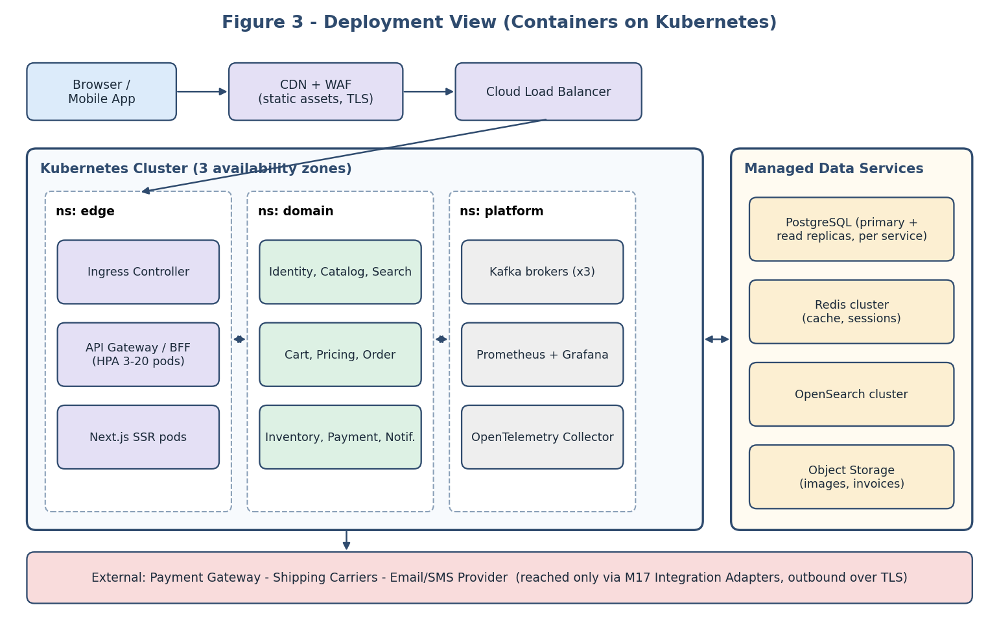 Figure 3 - Deployment View (Containers on Kubernetes)
Browser /
Mobile App
CDN + WAF
(static assets, TLS)
Cloud Load Balancer
Kubernetes Cluster (3 availability zones)
ns: edge
Ingress Controller
API Gateway / BFF
(HPA 3-20 pods)
Next.js SSR pods
ns: domain
Identity, Catalog, Search
Cart, Pricing, Order
Inventory, Payment, Notif.
ns: platform
Kafka brokers (x3)
Prometheus + Grafana
OpenTelemetry Collector
Managed Data Services
PostgreSQL (primary +
read replicas, per service)
Redis cluster
(cache, sessions)
OpenSearch cluster
Object Storage
(images, invoices)
External: Payment Gateway - Shipping Carriers - Email/SMS Provider  (reached only via M17 Integration Adapters, outbound over TLS)